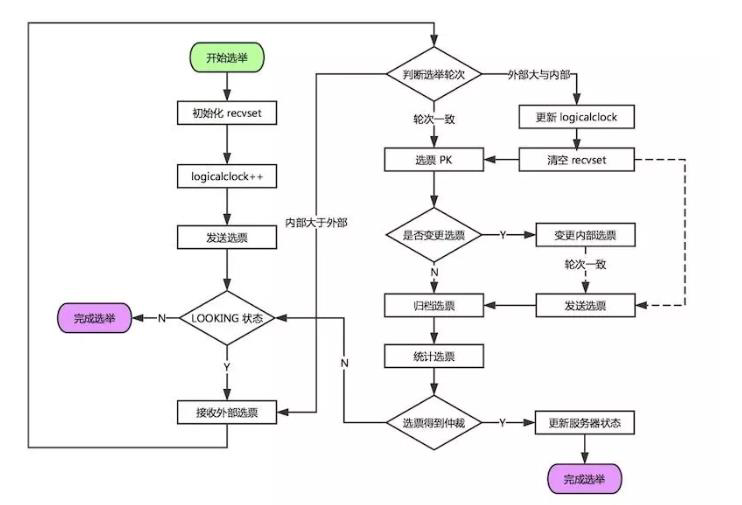 开始选举
初始化 recvset
logicalclock++
发送选票
LOOKING 状态
N
完成选举
Y
接收外部选票
内部大于外部
判断选举轮次
外部大与内部
更新 logicalclock
清空 recvset
轮次一致
选票 PK
是否变更选票
Y
变更内部选票
轮次一致
发送选票
N
归档选票
统计选票
选票得到仲裁
N
Y
更新服务器状态
完成选举